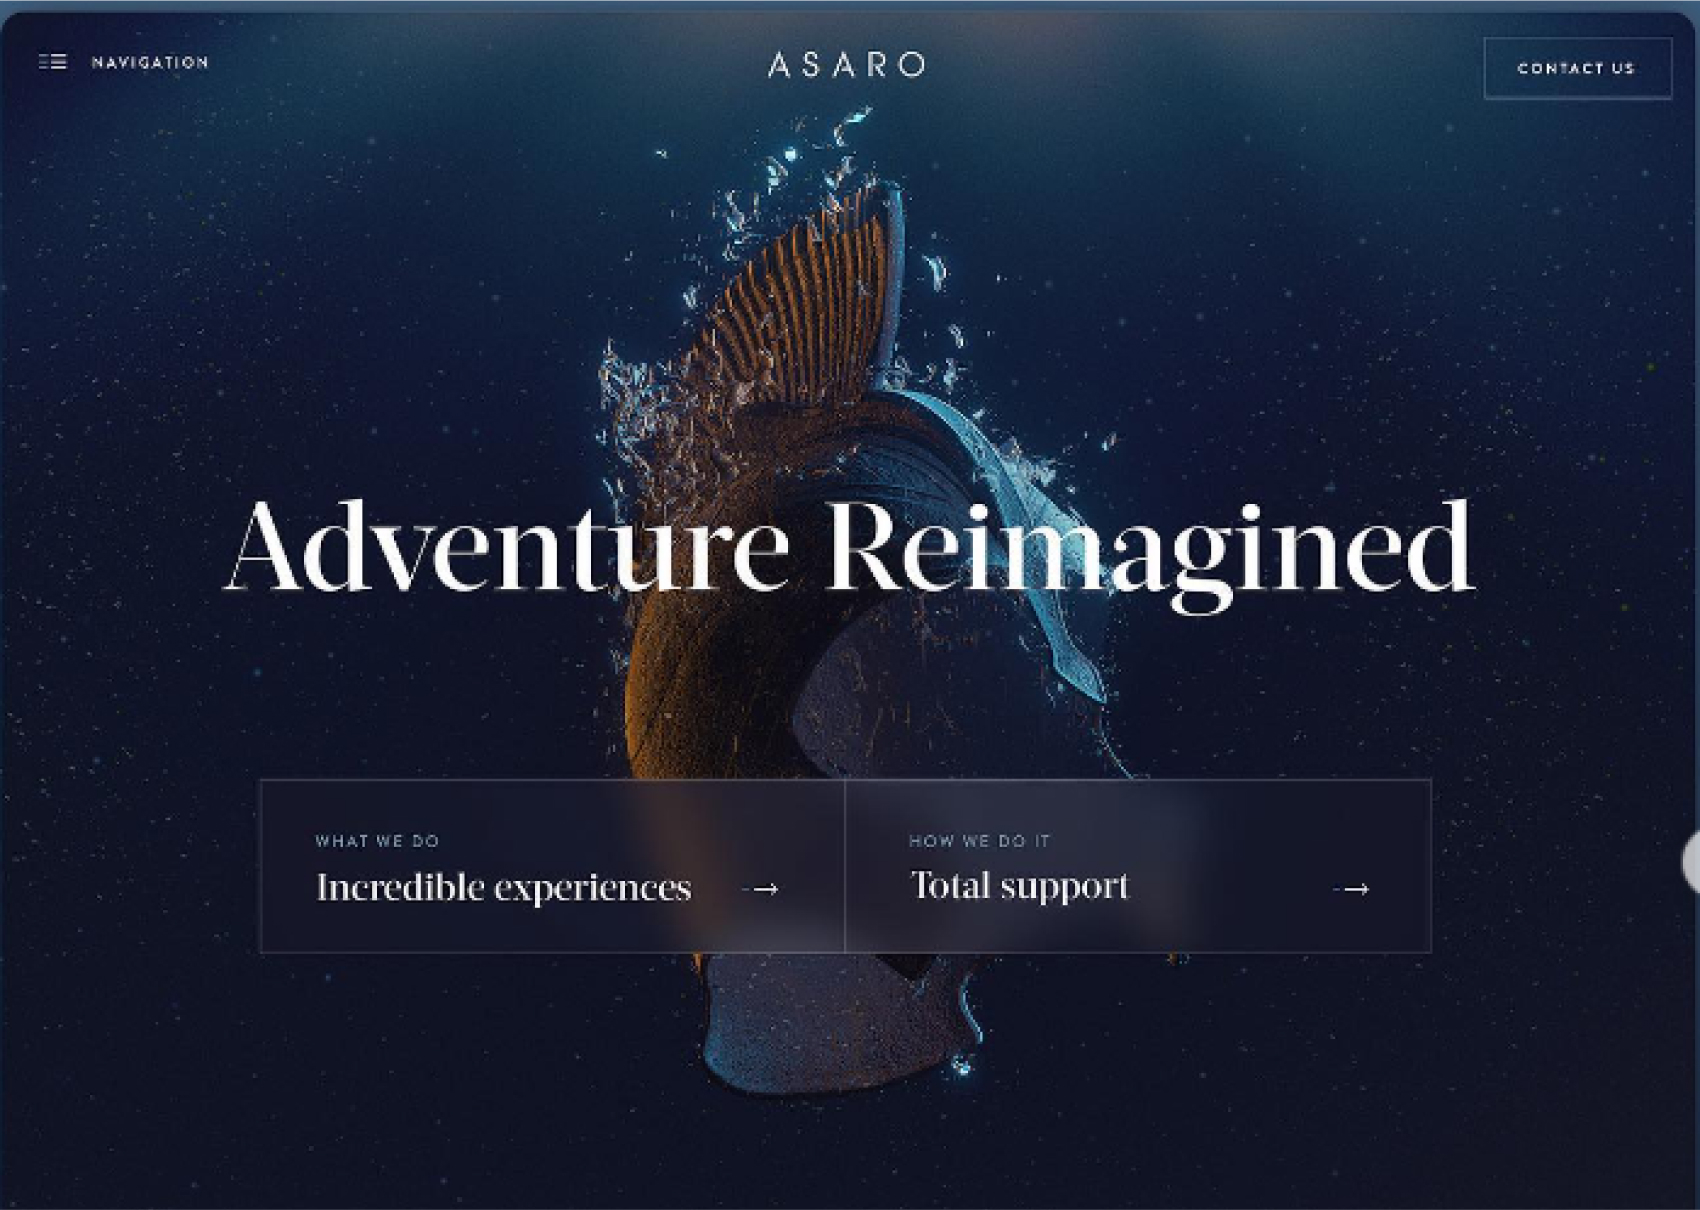 NAVIGATION
ASARO
CONTACT US
Adventure Reimagined
WHAT WE DO
Incredible experiences
HOW WE DO IT
Total support